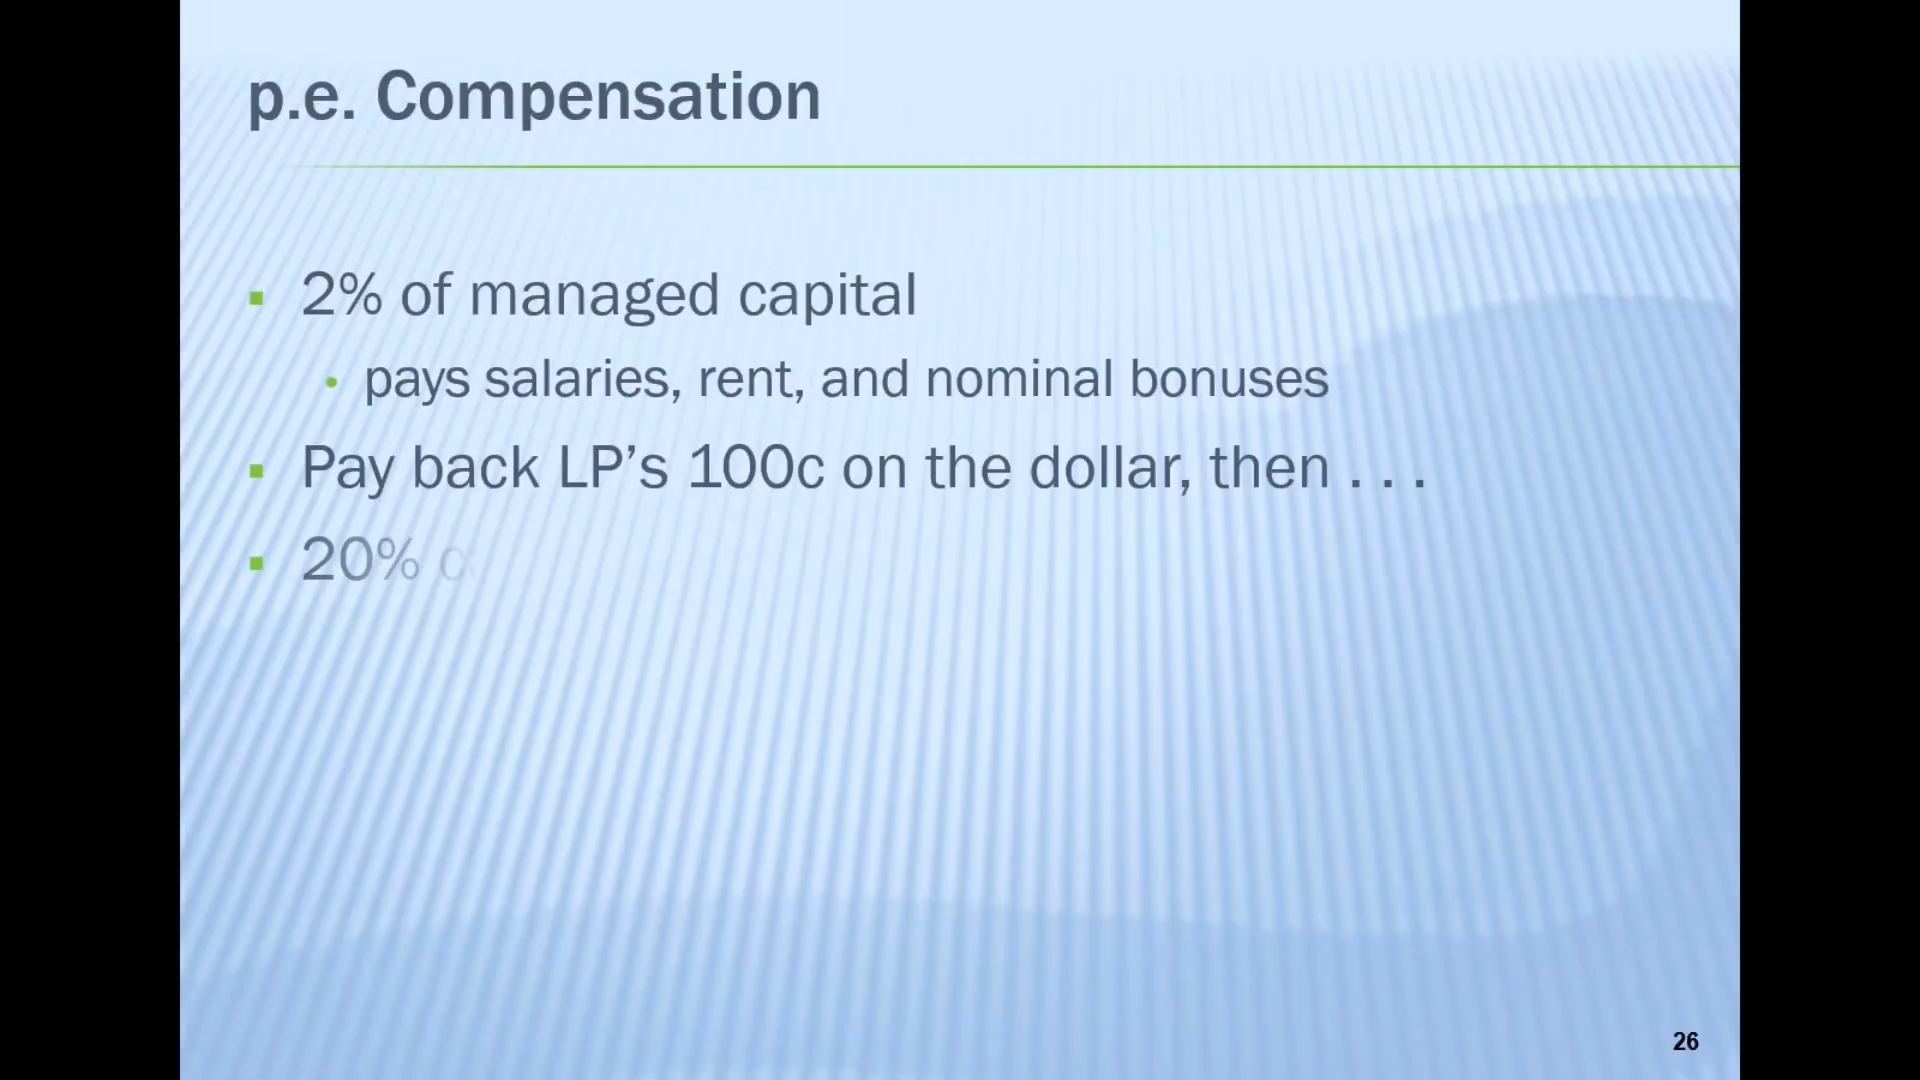 p.e. Compensation
2% of managed capital
pays salaries, rent, and nominal bonuses
Pay back LP’s 100c on the dollar, then . . .
20%
26